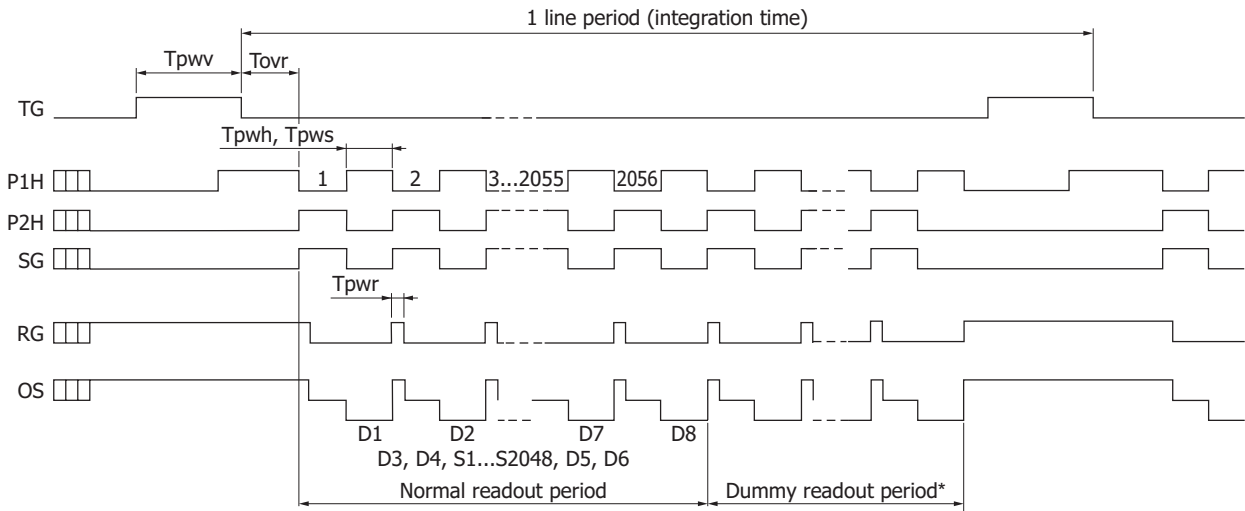 1 line period (integration time)
Tpwv
Tovr
TG
Tpwh, Tpws
P1H
1
2
3...2055
2056
P2H
SG
Tpwr
RG
OS
D1
D2
D7
D8
D3, D4, S1...S2048, D5, D6
Normal readout period
Dummy readout period*